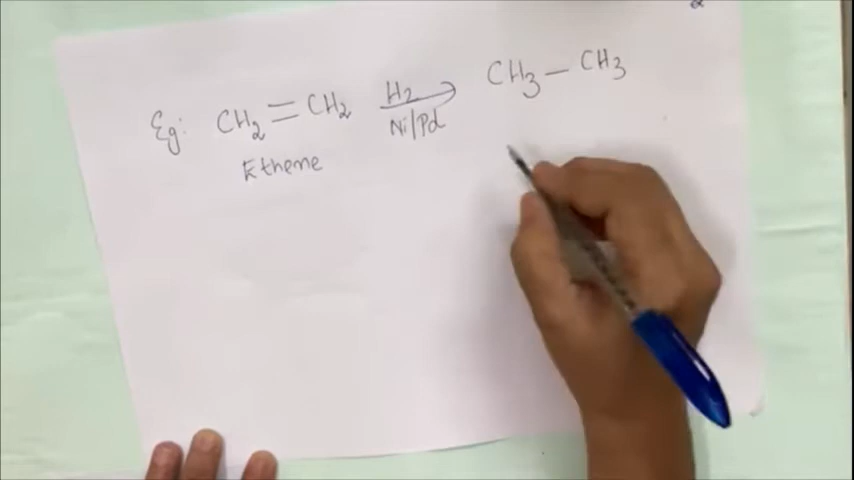 Eg: CH₂=CH₂ H₂ Ni/Pd → CH₃–CH₃
Ethene